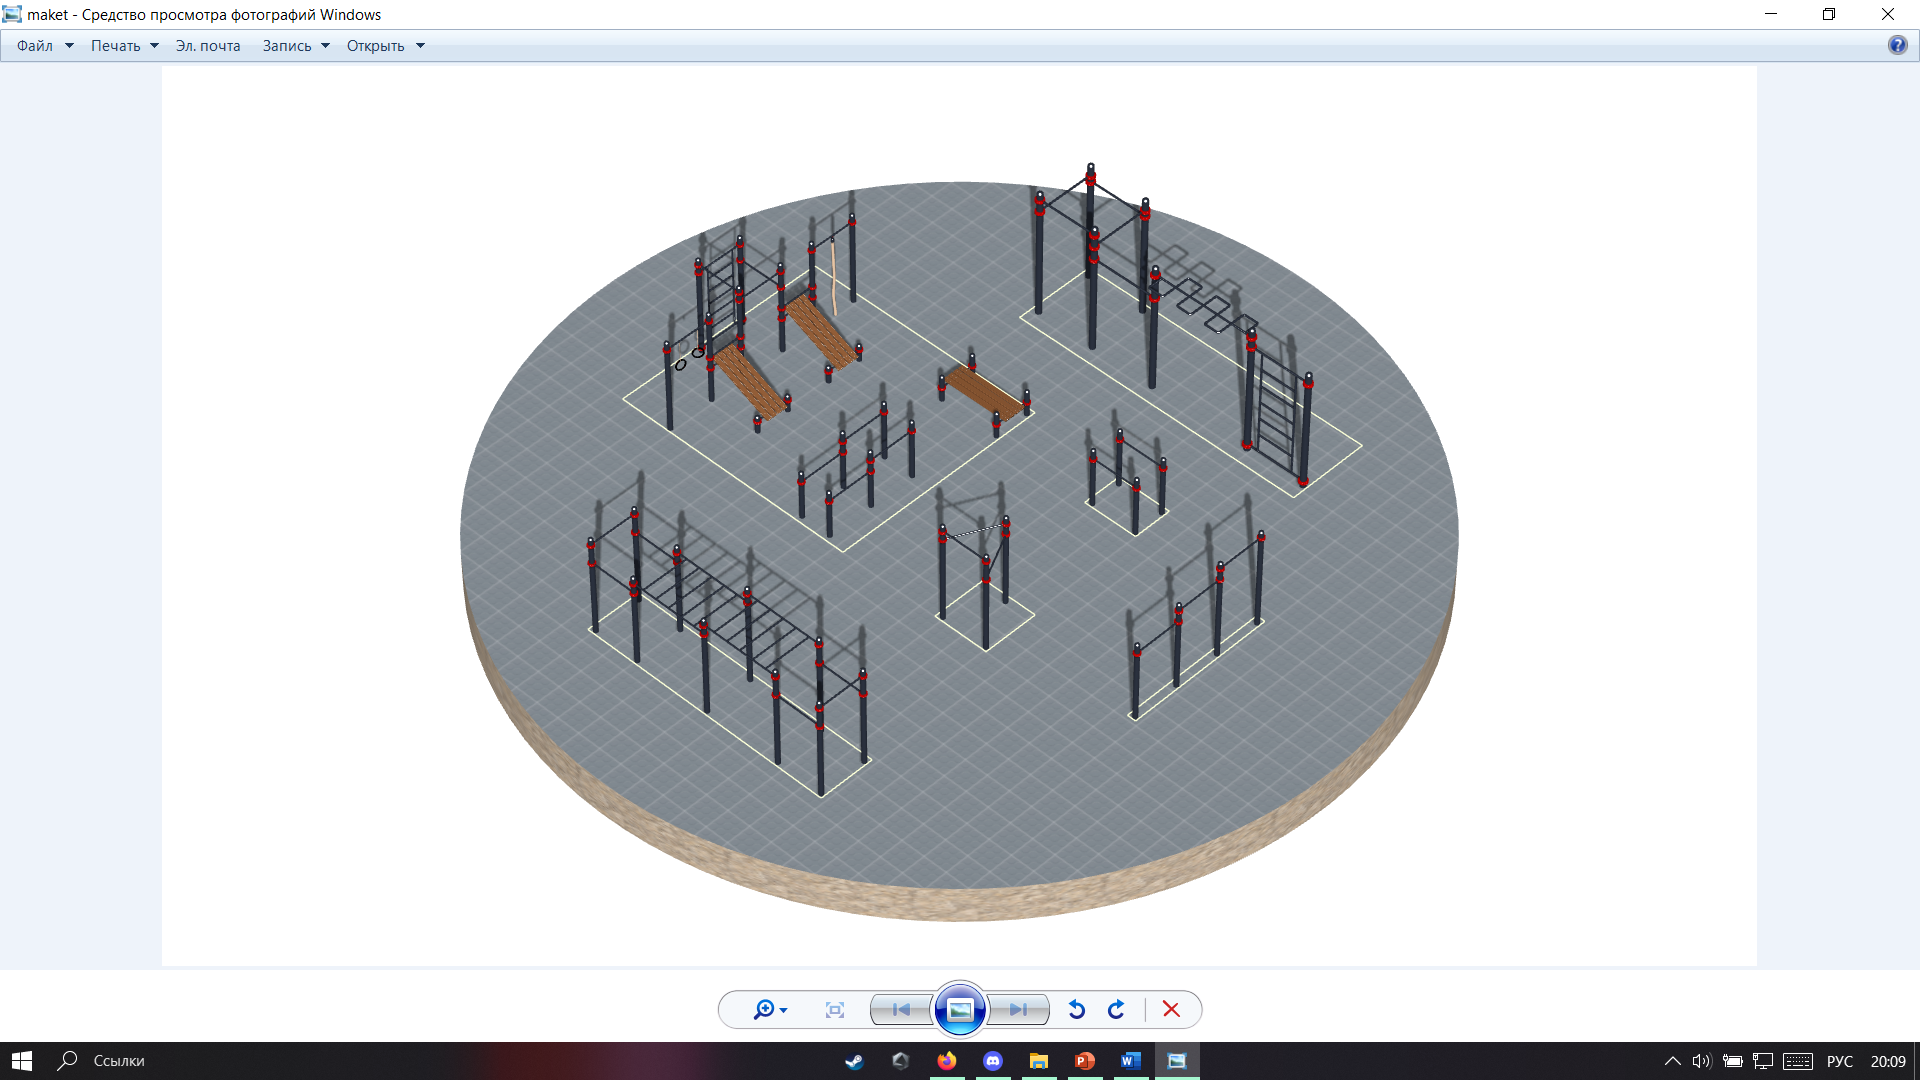 maket - Средство просмотра фотографий Windows
Файл Печать Эл. почта Запись Открыть
Ссылки
РУС 20:09